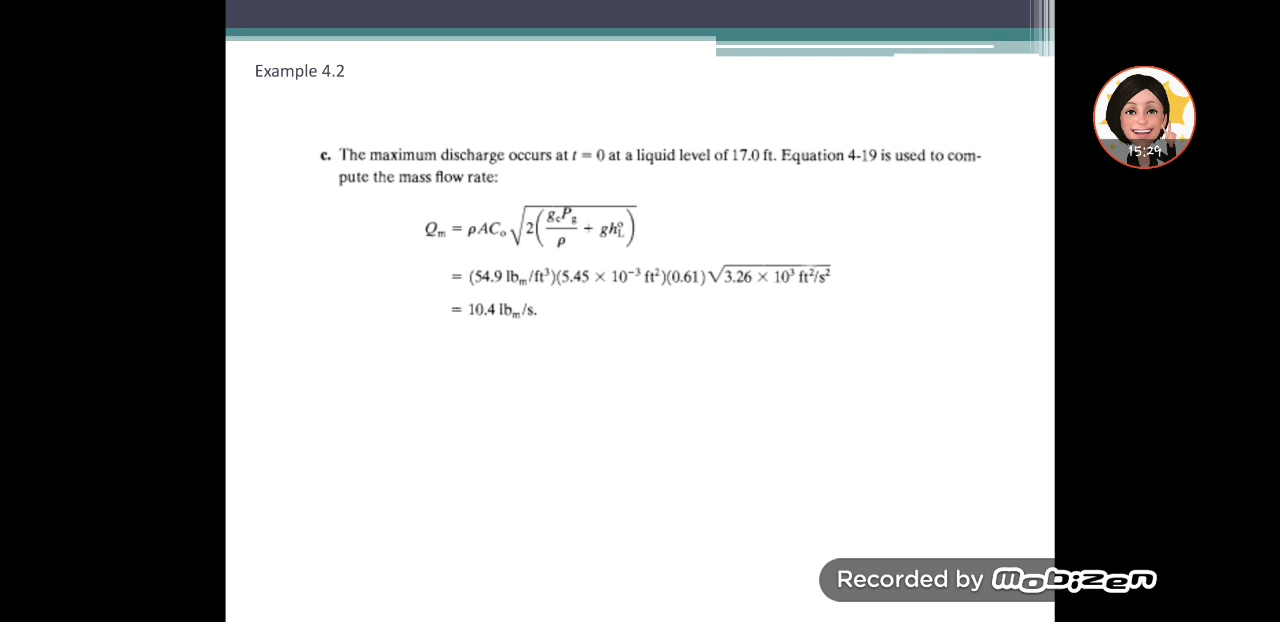 Example 4.2
15:29
c. The maximum discharge occurs at t = 0 at a liquid level of 17.0 ft. Equation 4-19 is used to com-
pute the mass flow rate:
Qₘ = ρACₒ√(2(g_cP_g/ρ + gh_L°))
= (54.9 lbₘ/ft³)(5.45 × 10⁻³ ft²)(0.61)√(3.26 × 10³ ft²/s²)
= 10.4 lbₘ/s.
Recorded by Mobizen